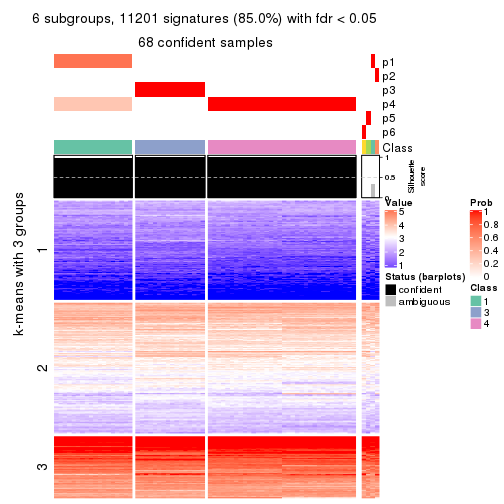 6 subgroups, 11201 signatures (85.0%) with fdr < 0.05
68 confident samples
p1
p2
p3
p4
p5
p6
Class
1
0.5
0
Silhouette
score
k-means with 3 groups
1
2
3
Value
5
4
3
2
1
Status (barplots)
confident
ambiguous
Prob
1
0.8
0.6
0.4
0.2
0
Class
1
3
4